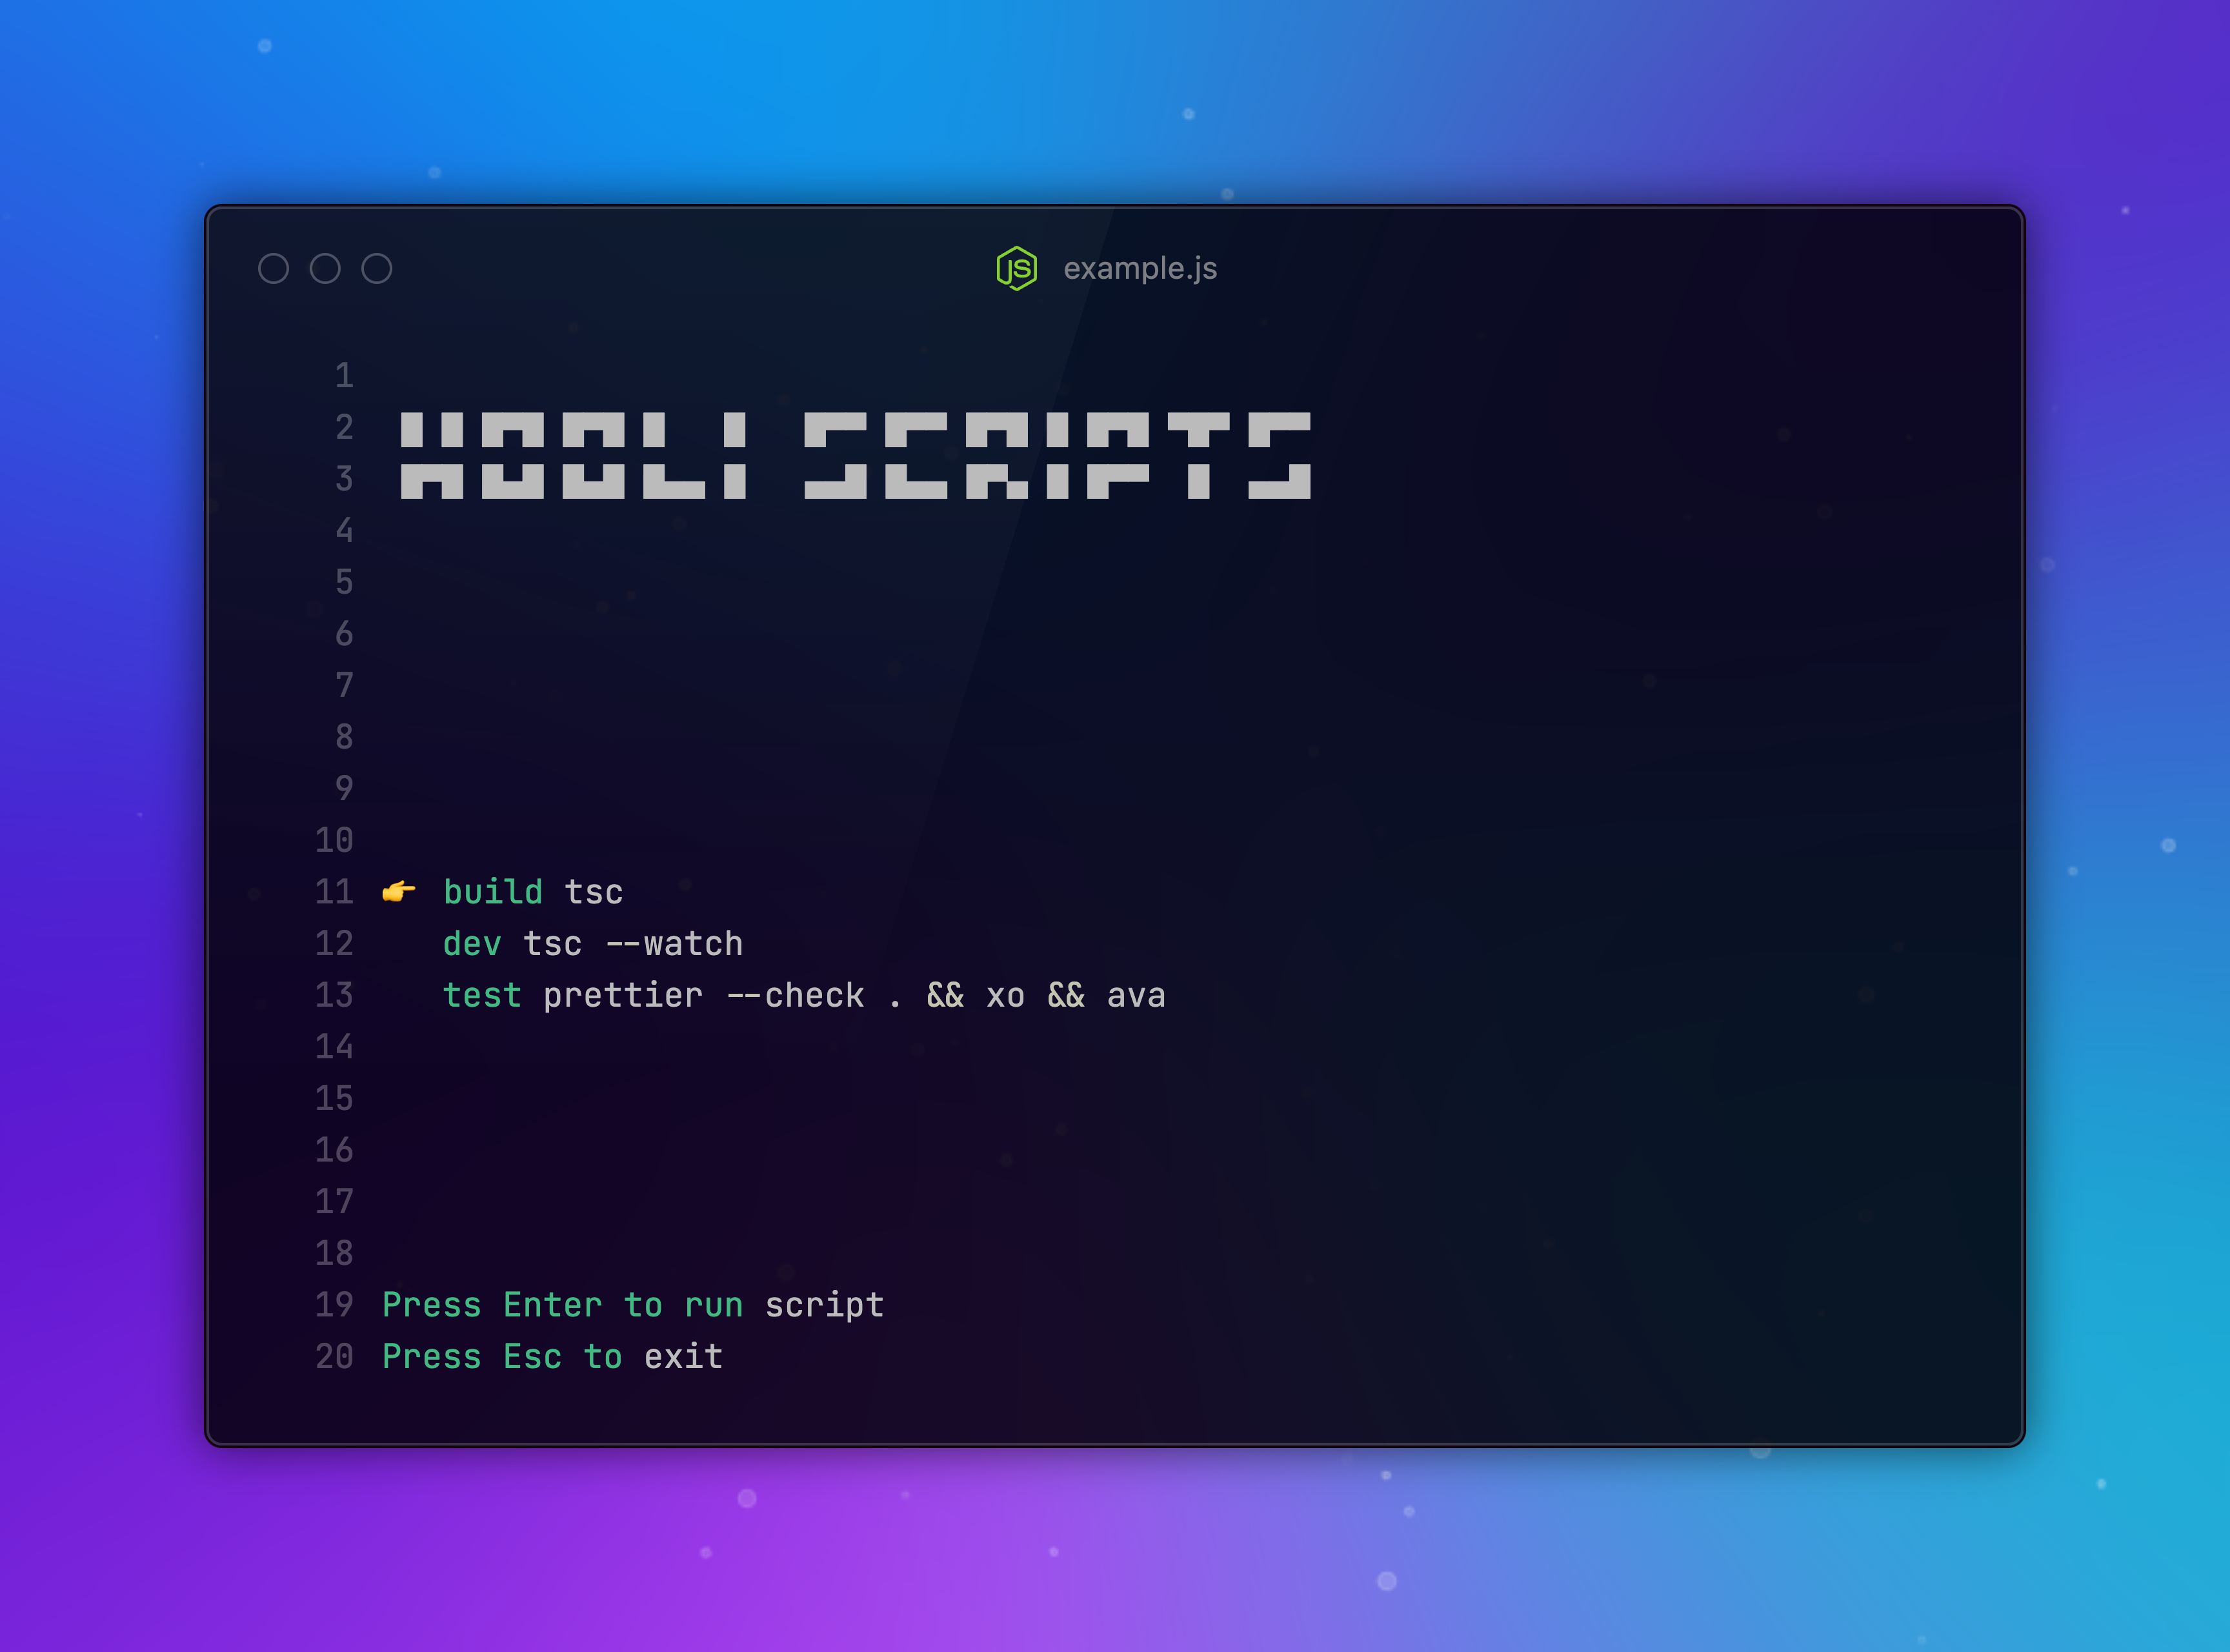 JS example.js
1
2 HOOLI SCRIPTS
3
4
5
6
7
8
9
10
11 👉 build tsc
12 dev tsc --watch
13 test prettier --check . && xo && ava
14
15
16
17
18
19 Press Enter to run script
20 Press Esc to exit